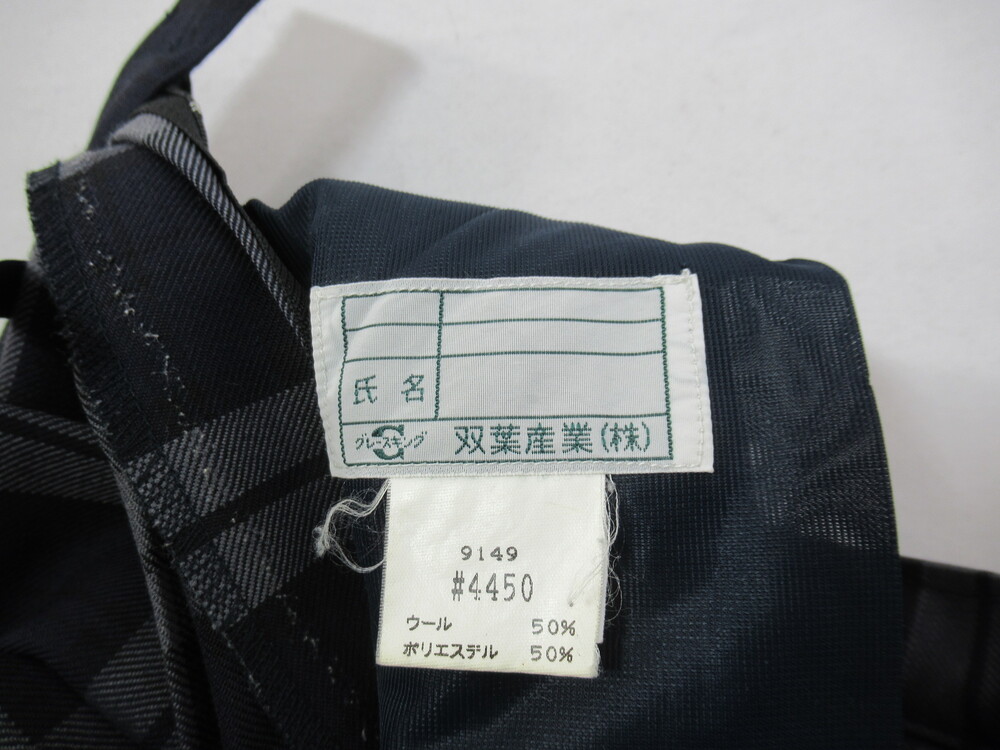 氏名
グレースキング 双葉産業(株)
9149
#4450
ウール 50%
ポリエステル 50%